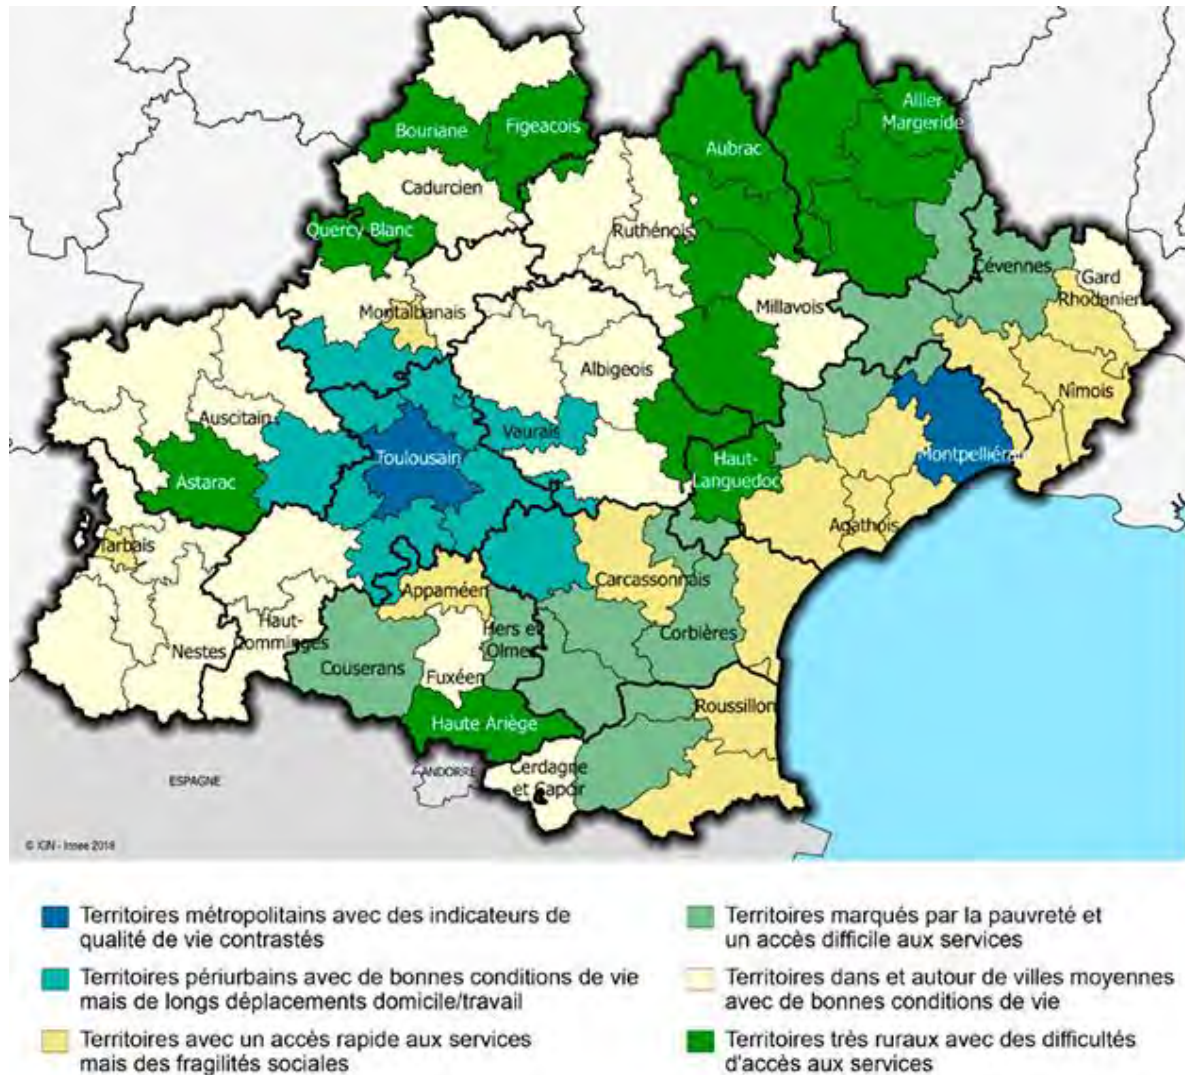 Allier
Margeride
Bouriane
Figeacois
Aubrac
Cadurcien
Quercy Blanc
Ruthénois
Cévennes
Gard
Rhodanien
Montalbanais
Millavois
Albigeois
Nîmois
Auscitain
Vaurais
Toulousain
Haut-
Languedoc
Montpelliérain
Astarac
Agathois
Tarbais
Appaméen
Carcassonnais
Haut-
Comminges
Hers et
Olmes
Corbières
Nestes
Couserans
Fuxéen
Roussillon
Haute Ariège
ESPAGNE
ANDORRE
Cerdagne
et Capcir
© IGN - Insee 2018
Territoires métropolitains avec des indicateurs de
qualité de vie contrastés
Territoires périurbains avec de bonnes conditions de vie
mais de longs déplacements domicile/travail
Territoires avec un accès rapide aux services
mais des fragilités sociales
Territoires marqués par la pauvreté et
un accès difficile aux services
Territoires dans et autour de villes moyennes
avec de bonnes conditions de vie
Territoires très ruraux avec des difficultés
d'accès aux services